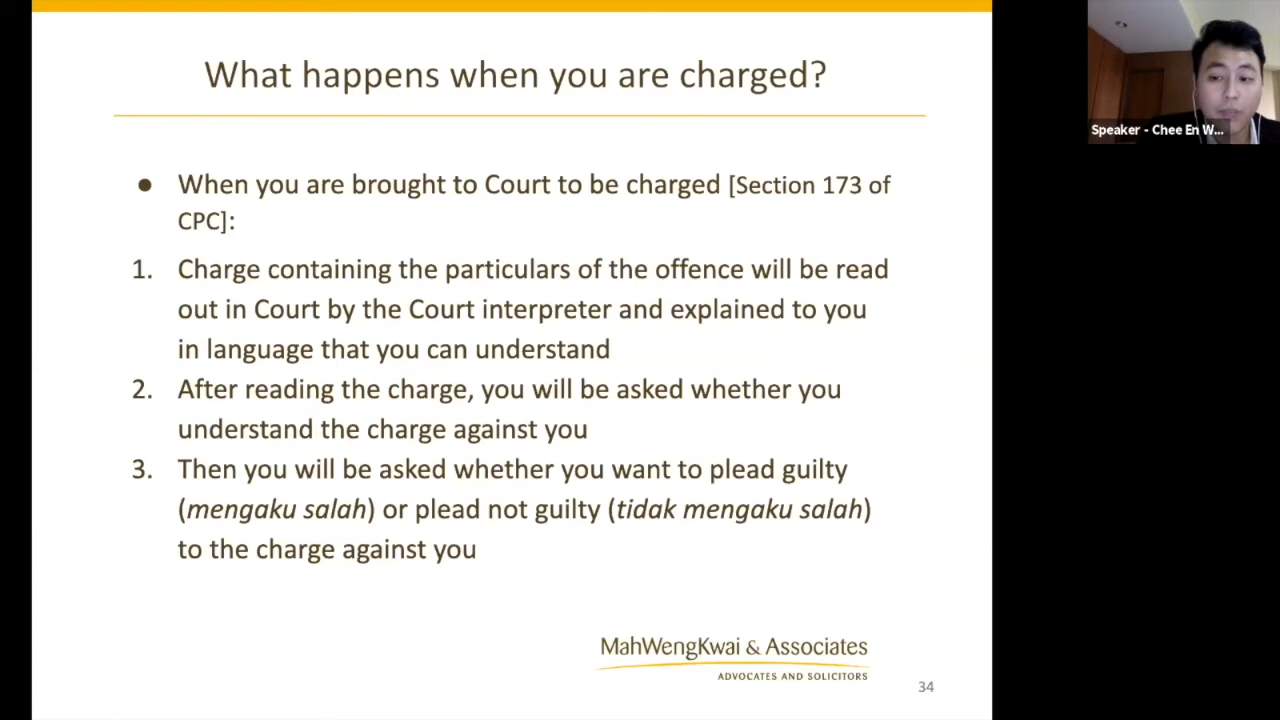 What happens when you are charged?
● When you are brought to Court to be charged [Section 173 of
CPC]:
1. Charge containing the particulars of the offence will be read
out in Court by the Court interpreter and explained to you
in language that you can understand
2. After reading the charge, you will be asked whether you
understand the charge against you
3. Then you will be asked whether you want to plead guilty
(mengaku salah) or plead not guilty (tidak mengaku salah)
to the charge against you
MahWengKwai & Associates
ADVOCATES AND SOLICITORS
34
Speaker - Chee En W...